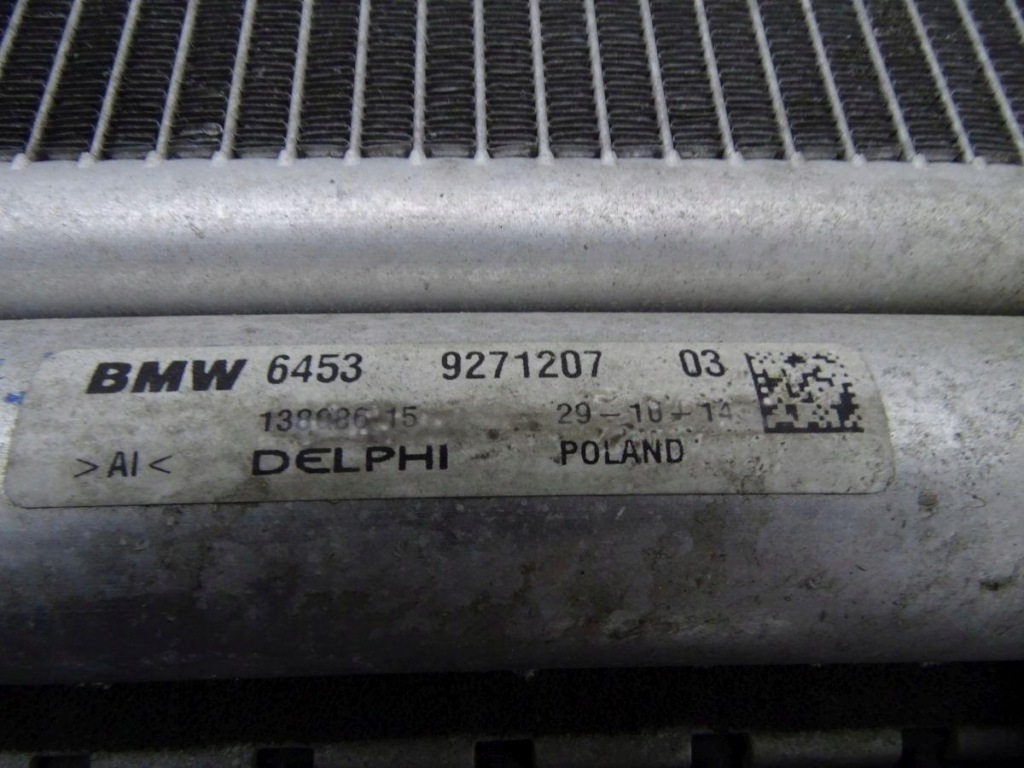 BMW 6453 9271207 03
29-10-14
>Al< DELPHI POLAND